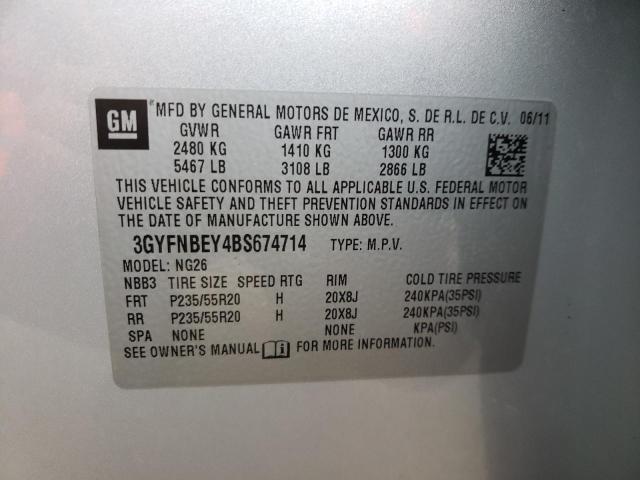 GM
MFD BY GENERAL MOTORS DE MEXICO, S. DE R.L. DE C.V. 06/11
GVWR GAWR FRT GAWR RR
2480 KG 1410 KG 1300 KG
5467 LB 3108 LB 2866 LB
THIS VEHICLE CONFORMS TO ALL APPLICABLE U.S. FEDERAL MOTOR
VEHICLE SAFETY AND THEFT PREVENTION STANDARDS IN EFFECT ON
THE DATE OF MANUFACTURE SHOWN ABOVE.
3GYFNBEY4BS674714 TYPE: M.P.V.
MODEL: NG26
NBB3 TIRE SIZE SPEED RTG RIM COLD TIRE PRESSURE
FRT P235/55R20 H 20X8J 240KPA(35PSI)
RR P235/55R20 H 20X8J 240KPA(35PSI)
SPA NONE NONE KPA(PSI)
SEE OWNER'S MANUAL i FOR MORE INFORMATION.